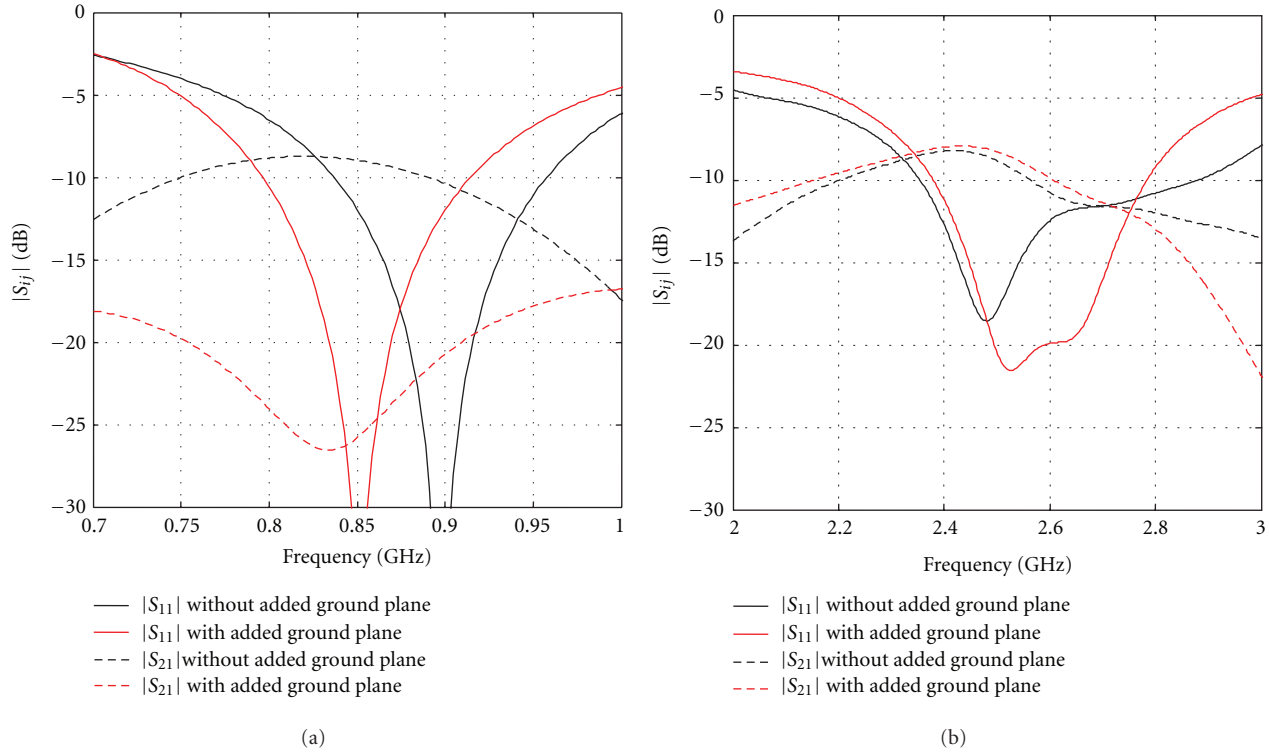 0
−5
−10
−15
−20
−25
−30
|S_ij| (dB)
0.7 0.75 0.8 0.85 0.9 0.95 1
Frequency (GHz)
|S11| without added ground plane
|S11| with added ground plane
|S21|without added ground plane
|S21| with added ground plane
(a)
0
−5
−10
−15
−20
−25
−30
|S_ij| (dB)
2 2.2 2.4 2.6 2.8 3
Frequency (GHz)
|S11| without added ground plane
|S11| with added ground plane
|S21|without added ground plane
|S21| with added ground plane
(b)